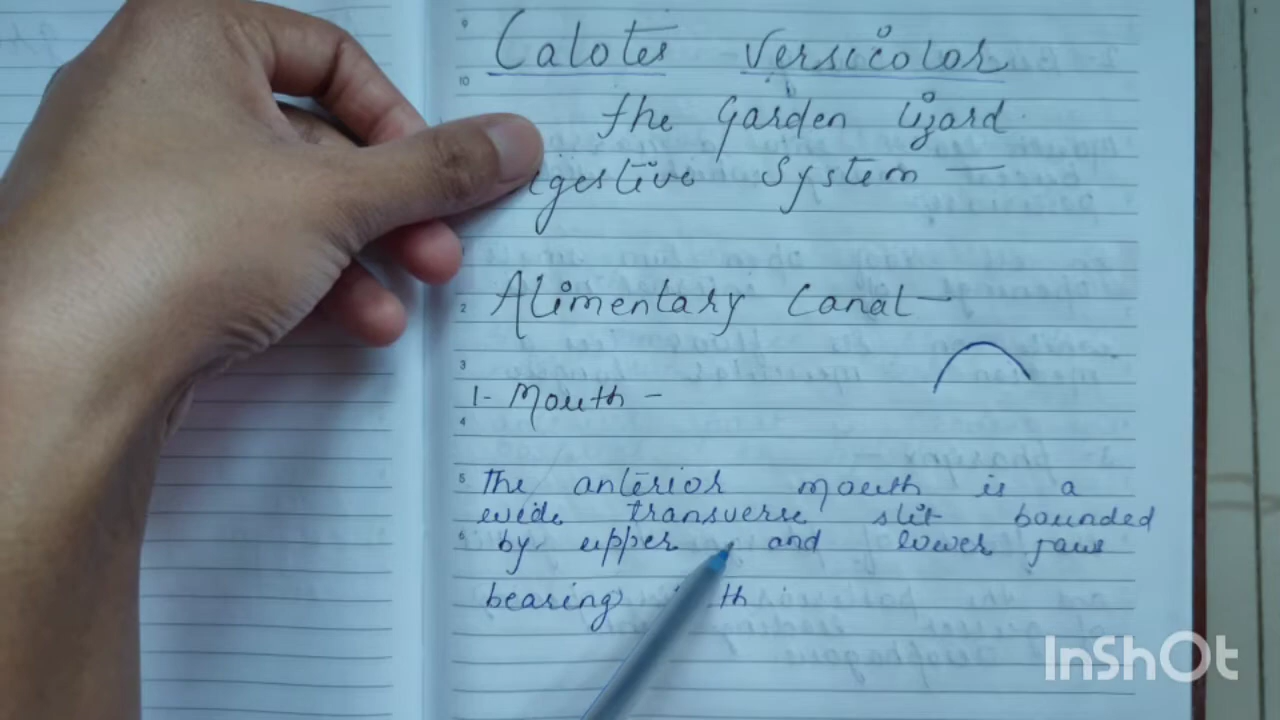 Calotes Versicolor
The Garden Lizard
igestive System —
Alimentary Canal —
1- Mouth -
The anterior mouth is a
wide transverse slit bounded
by upper and lower jaws
bearing th
InShOt